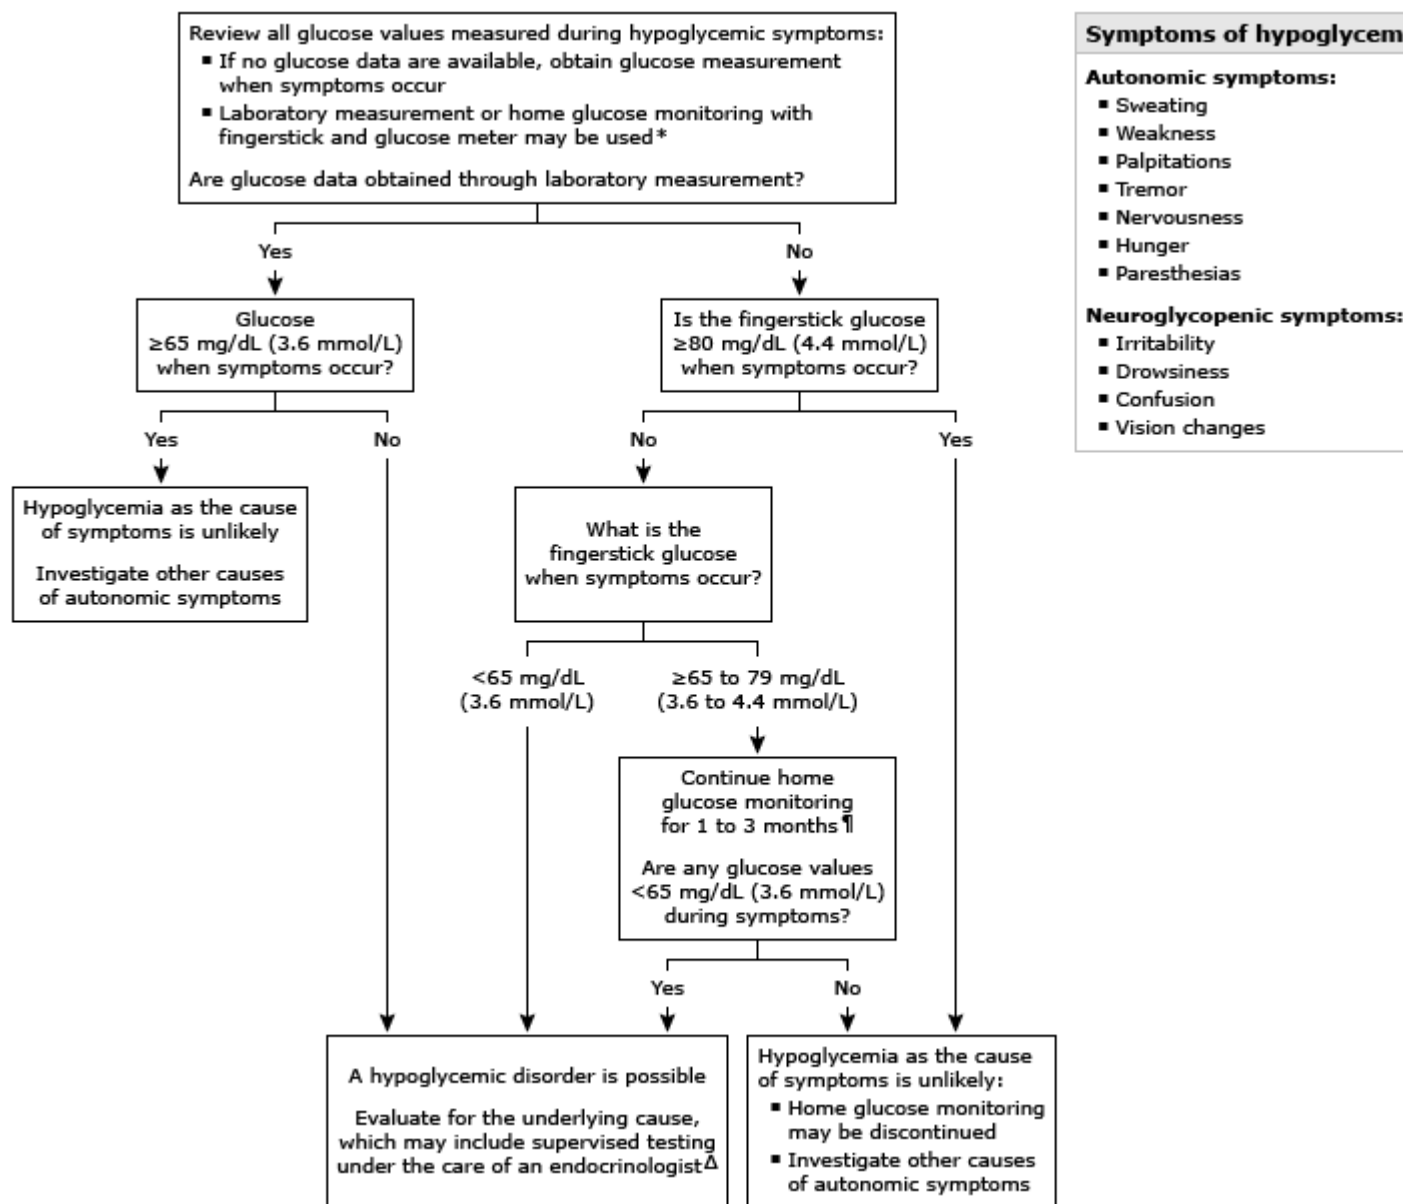 Review all glucose values measured during hypoglycemic symptoms:
▪ If no glucose data are available, obtain glucose measurement
when symptoms occur
▪ Laboratory measurement or home glucose monitoring with
fingerstick and glucose meter may be used*
Are glucose data obtained through laboratory measurement?
Yes
No
Glucose
≥65 mg/dL (3.6 mmol/L)
when symptoms occur?
Is the fingerstick glucose
≥80 mg/dL (4.4 mmol/L)
when symptoms occur?
Yes
No
No
Yes
Hypoglycemia as the cause
of symptoms is unlikely
Investigate other causes
of autonomic symptoms
What is the
fingerstick glucose
when symptoms occur?
<65 mg/dL
(3.6 mmol/L)
≥65 to 79 mg/dL
(3.6 to 4.4 mmol/L)
Continue home
glucose monitoring
for 1 to 3 months¶
Are any glucose values
<65 mg/dL (3.6 mmol/L)
during symptoms?
Yes
No
A hypoglycemic disorder is possible
Evaluate for the underlying cause,
which may include supervised testing
under the care of an endocrinologistΔ
Hypoglycemia as the cause
of symptoms is unlikely:
▪ Home glucose monitoring
may be discontinued
▪ Investigate other causes
of autonomic symptoms
Symptoms of hypoglycem
Autonomic symptoms:
▪ Sweating
▪ Weakness
▪ Palpitations
▪ Tremor
▪ Nervousness
▪ Hunger
▪ Paresthesias
Neuroglycopenic symptoms:
▪ Irritability
▪ Drowsiness
▪ Confusion
▪ Vision changes